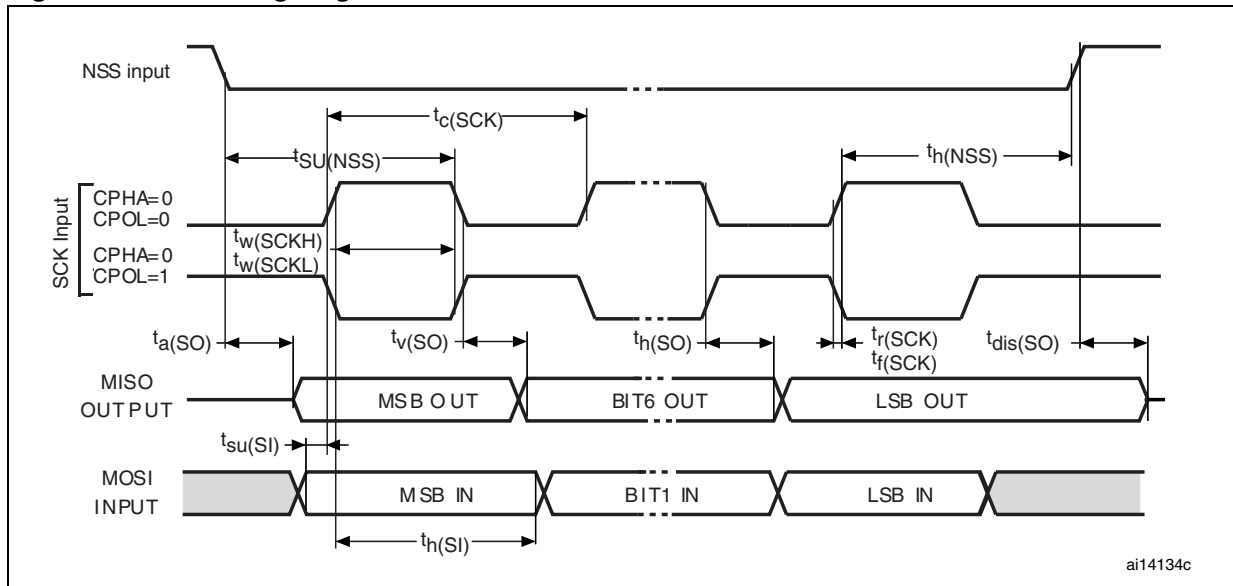 NSS input
tc(SCK)
tSU(NSS)
th(NSS)
SCK Input
CPHA=0
CPOL=0
tw(SCKH)
CPHA=0
tw(SCKL)
CPOL=1
ta(SO)
tv(SO)
th(SO)
tr(SCK)
tf(SCK)
tdis(SO)
MISO
OUTPUT
MSB OUT
BIT6 OUT
LSB OUT
tsu(SI)
MOSI
INPUT
MSB IN
BIT1 IN
LSB IN
th(SI)
ai14134c